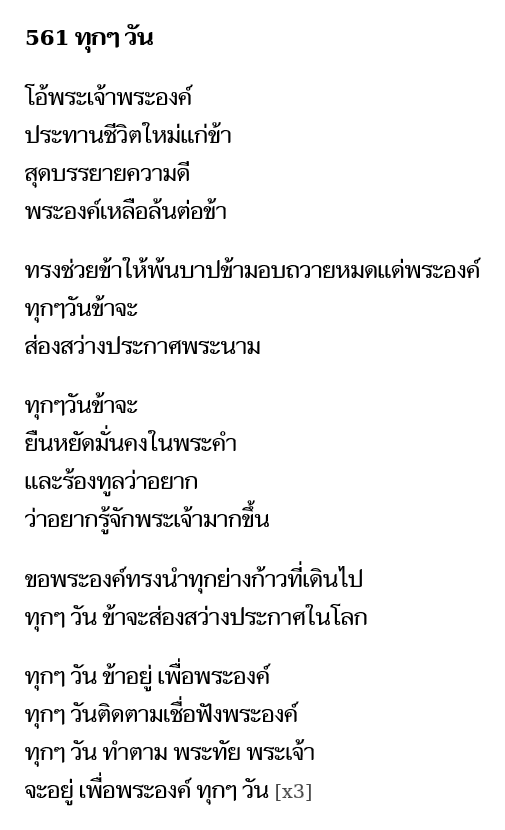 561 ทุกๆ วัน
โอ้พระเจ้าพระองค์
ประทานชีวิตใหม่แก่ข้า
สุดบรรยายความดี
พระองค์เหลือล้นต่อข้า
ทรงช่วยข้าให้พ้นบาปข้ามอบถวายหมดแด่พระองค์
ทุกๆวันข้าจะ
ส่องสว่างประกาศพระนาม
ทุกๆวันข้าจะ
ยืนหยัดมั่นคงในพระคำ
และร้องทูลว่าอยาก
ว่าอยากรู้จักพระเจ้ามากขึ้น
ขอพระองค์ทรงนำทุกย่างก้าวที่เดินไป
ทุกๆ วัน ข้าจะส่องสว่างประกาศในโลก
ทุกๆ วัน ข้าอยู่ เพื่อพระองค์
ทุกๆ วันติดตามเชื่อฟังพระองค์
ทุกๆ วัน ทำตาม พระทัย พระเจ้า
จะอยู่ เพื่อพระองค์ ทุกๆ วัน [x3]